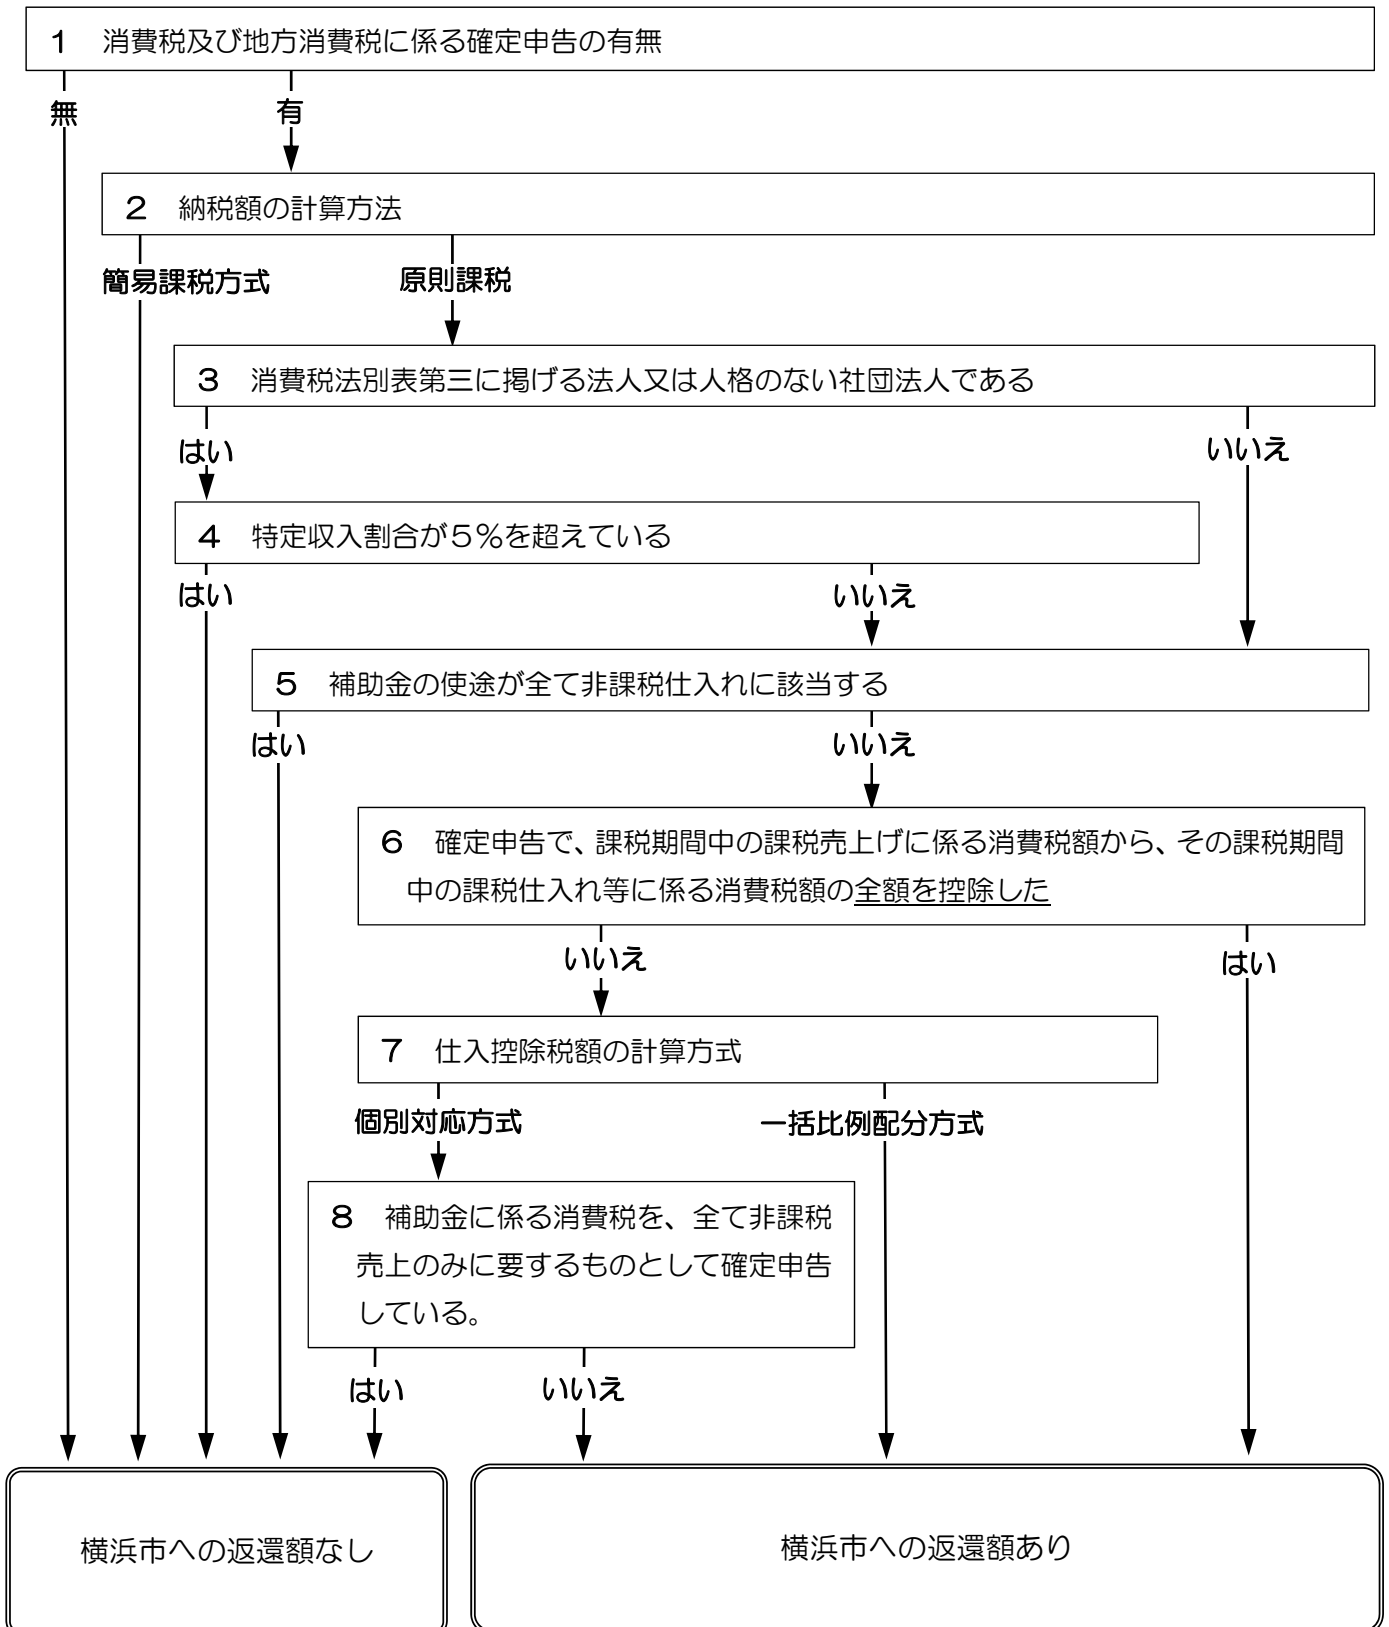 1 消費税及び地方消費税に係る確定申告の有無
無
有
2 納税額の計算方法
簡易課税方式
原則課税
3 消費税法別表第三に掲げる法人又は人格のない社団法人である
はい
いいえ
4 特定収入割合が5%を超えている
はい
いいえ
5 補助金の使途が全て非課税仕入れに該当する
はい
いいえ
6 確定申告で、課税期間中の課税売上げに係る消費税額から、その課税期間
中の課税仕入れ等に係る消費税額の全額を控除した
いいえ
はい
7 仕入控除税額の計算方式
個別対応方式
一括比例配分方式
8 補助金に係る消費税を、全て非課税
売上のみに要するものとして確定申告
している。
はい
いいえ
横浜市への返還額なし
横浜市への返還額あり